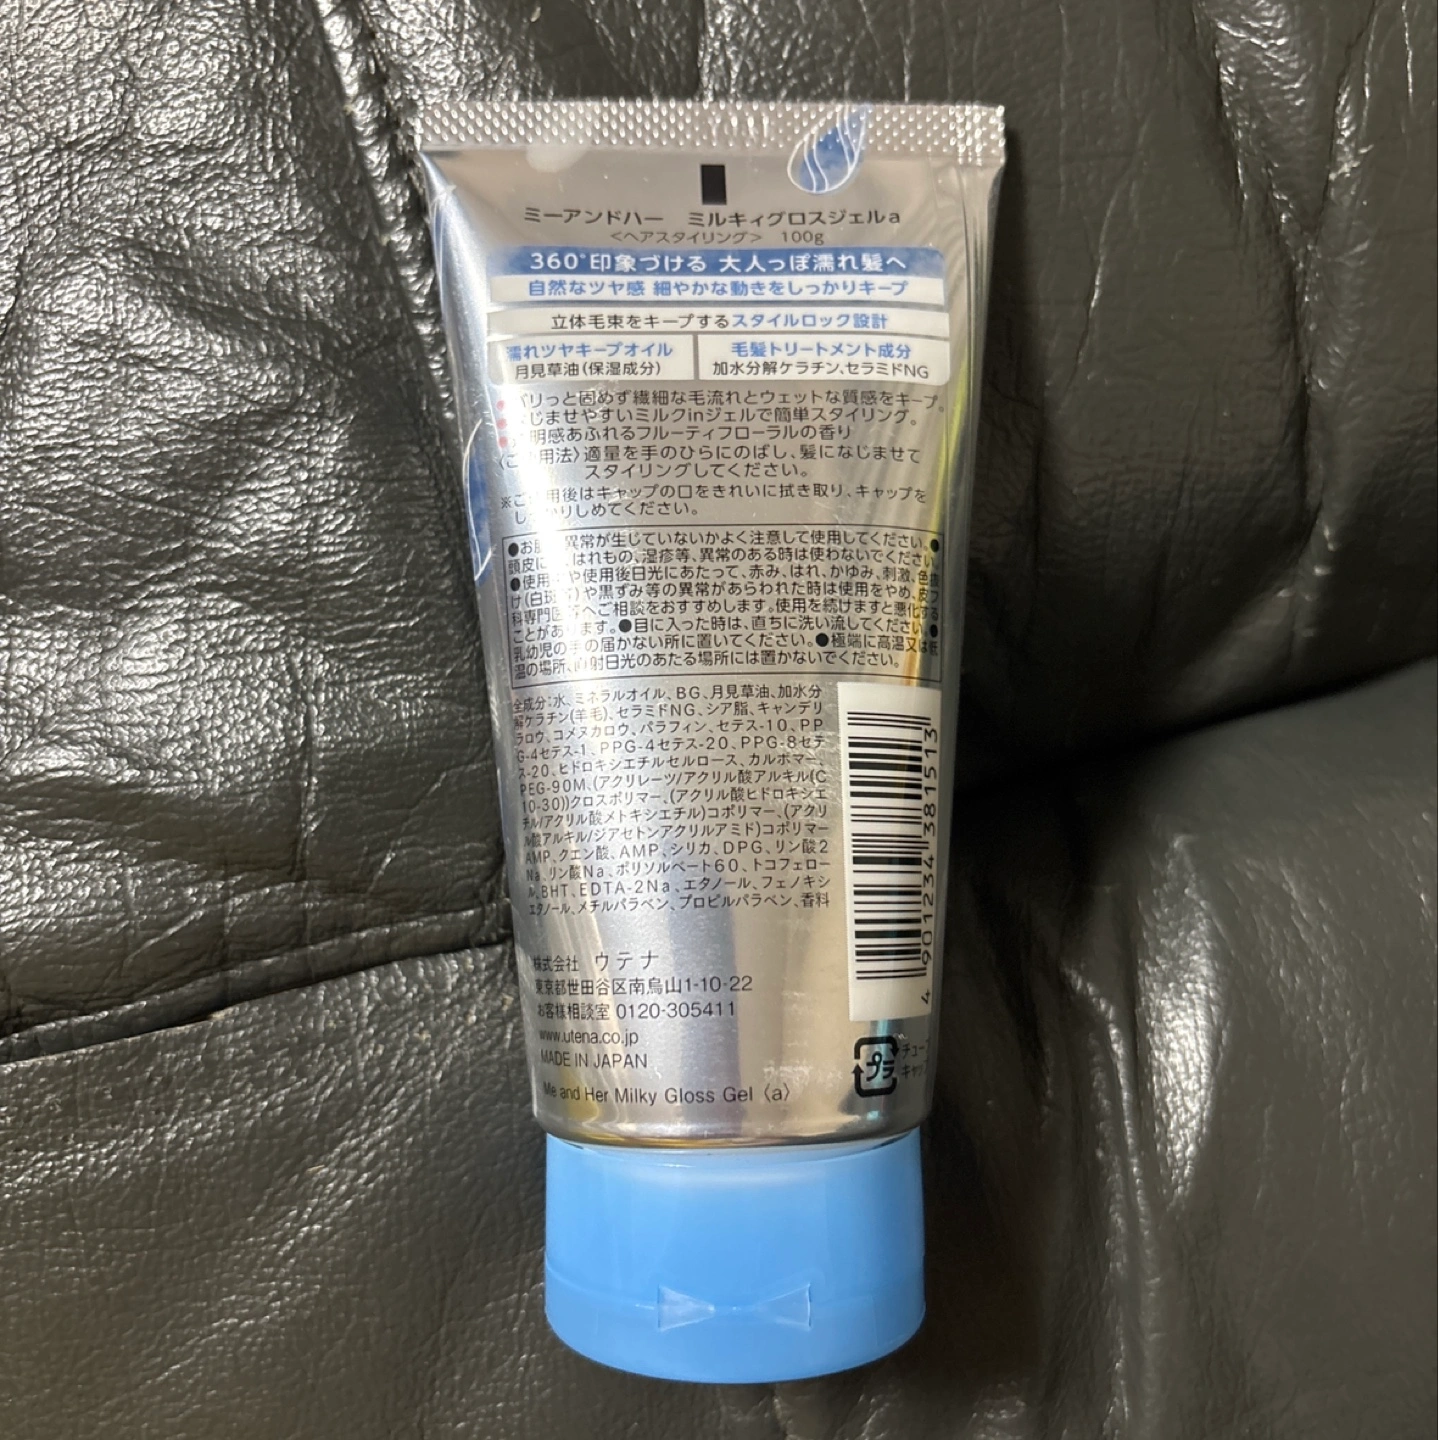 ミーアンドハー ミルキィグロスジェルa
<ヘアスタイリング> 100g
360°印象づける 大人っぽ濡れ髪へ
自然なツヤ感 細やかな動きをしっかりキープ
立体毛束をキープするスタイルロック設計
濡れツヤキープオイル
月見草油(保湿成分)
毛髪トリートメント成分
加水分解ケラチン、セラミドNG
パリっと固めず繊細な毛流れとウェットな質感をキープ。
なじませやすいミルクinジェルで簡単スタイリング。
明感あふれるフルーティフローラルの香り
〈ご 用法〉適量を手のひらにのばし、髪になじませて
スタイリングしてください。
※ご 用後はキャップの口をきれいに拭き取り、キャップを
し かりしめてください。
●お 異常が生じていないかよく注意して使用してください。●
頭皮に 、はれもの、湿疹等、異常のある時は使わないでください。
●使用 や使用後日光にあたって、赤み、はれ、かゆみ、刺激、色抜
け(白斑等)や黒ずみ等の異常があらわれた時は使用をやめ、皮フ
科専門医等へご相談をおすすめします。使用を続けますと悪化する
ことがあります。●目に入った時は、直ちに洗い流してください。●
乳幼児の手の届かない所に置いてください。●極端に高温又は低
温の場所、直射日光のあたる場所には置かないでください。
全成分:水、ミネラルオイル、BG、月見草油、加水分
解ケラチン(羊毛)、セラミドNG、シア脂、キャンデリ
ラロウ、コメヌカロウ、パラフィン、セテス-10、PP
G-4セテス-1、PPG-4セテス-20、PPG-8セテ
ス-20、ヒドロキシエチルセルロース、カルボマー、
PEG-90M、(アクリレーツ/アクリル酸アルキル(C
10-30))クロスポリマー、(アクリル酸ヒドロキシエ
チル/アクリル酸メトキシエチル)コポリマー、(アクリ
ル酸アルキル/ジアセトンアクリルアミド)コポリマー
AMP、クエン酸、AMP、シリカ、DPG、リン酸2
Na、リン酸Na、ポリソルベート60、トコフェロー
ル、BHT、EDTA-2Na、エタノール、フェノキシ
エタノール、メチルパラベン、プロピルパラベン、香料
4 901234 381513
株式会社 ウテナ
東京都世田谷区南烏山1-10-22
お客様相談室 0120-305411
www.utena.co.jp
MADE IN JAPAN
プラ
チュー
キャッ
Me and Her Milky Gloss Gel 〈a〉